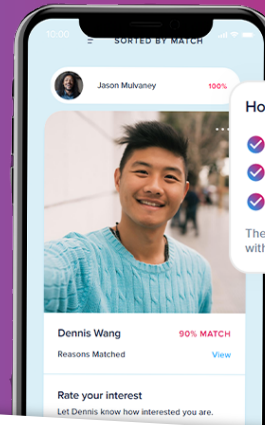 10:00
SORTED BY MATCH
Jason Mulvaney 100%
Ho
The
with
Dennis Wang 90% MATCH
Reasons Matched View
Rate your interest
Let Dennis know how interested you are.